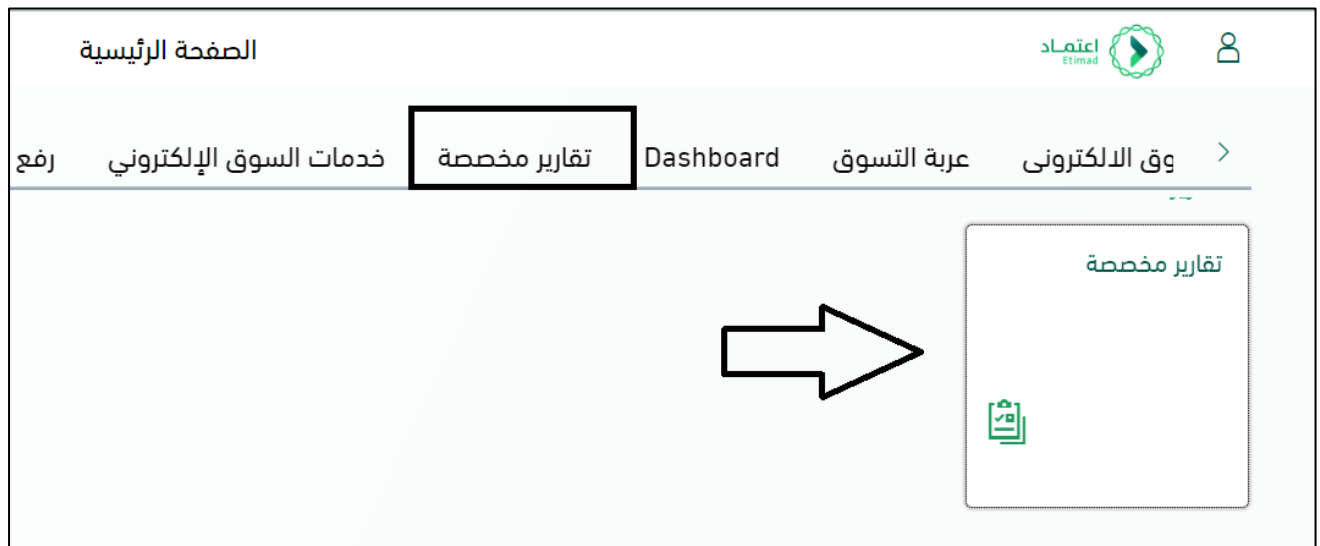 اعتماد
Etimad
الصفحة الرئيسية
وق الالكترونى
عربة التسوق
Dashboard
تقارير مخصصة
خدمات السوق الإلكتروني
رفع
تقارير مخصصة